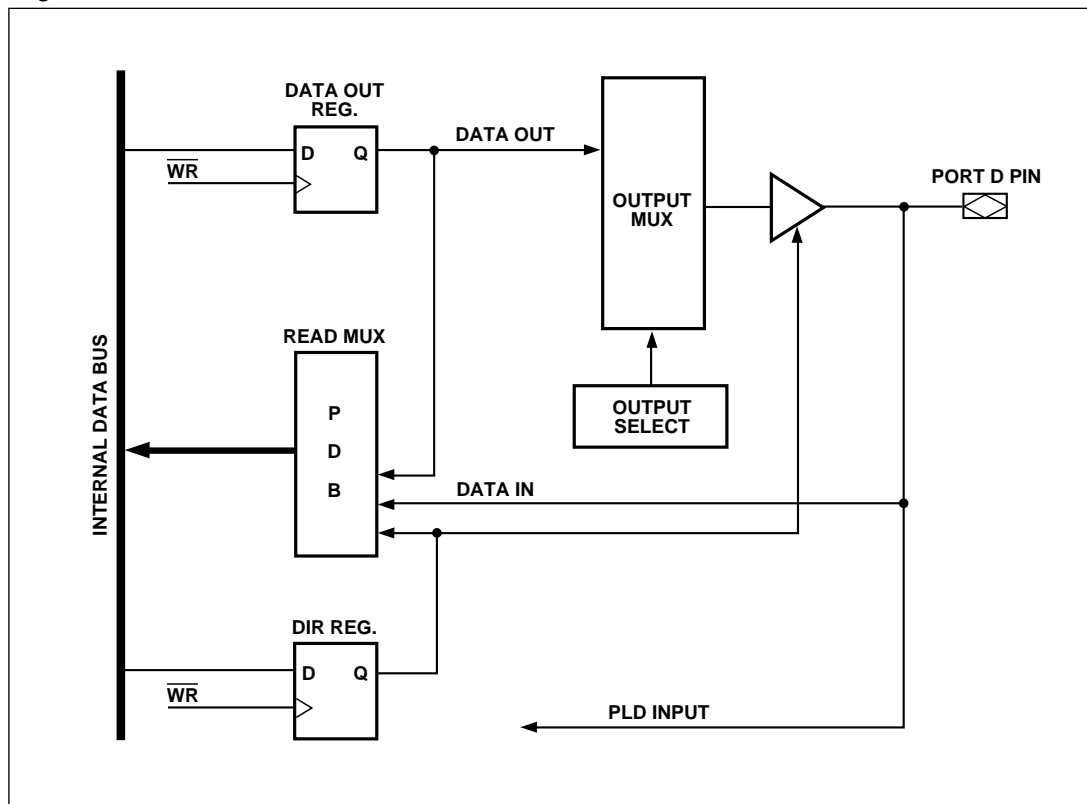 DATA OUT
REG.
D Q
WR
DATA OUT
OUTPUT
MUX
PORT D PIN
READ MUX
P
D
B
OUTPUT
SELECT
INTERNAL DATA BUS
DATA IN
DIR REG.
D Q
WR
PLD INPUT